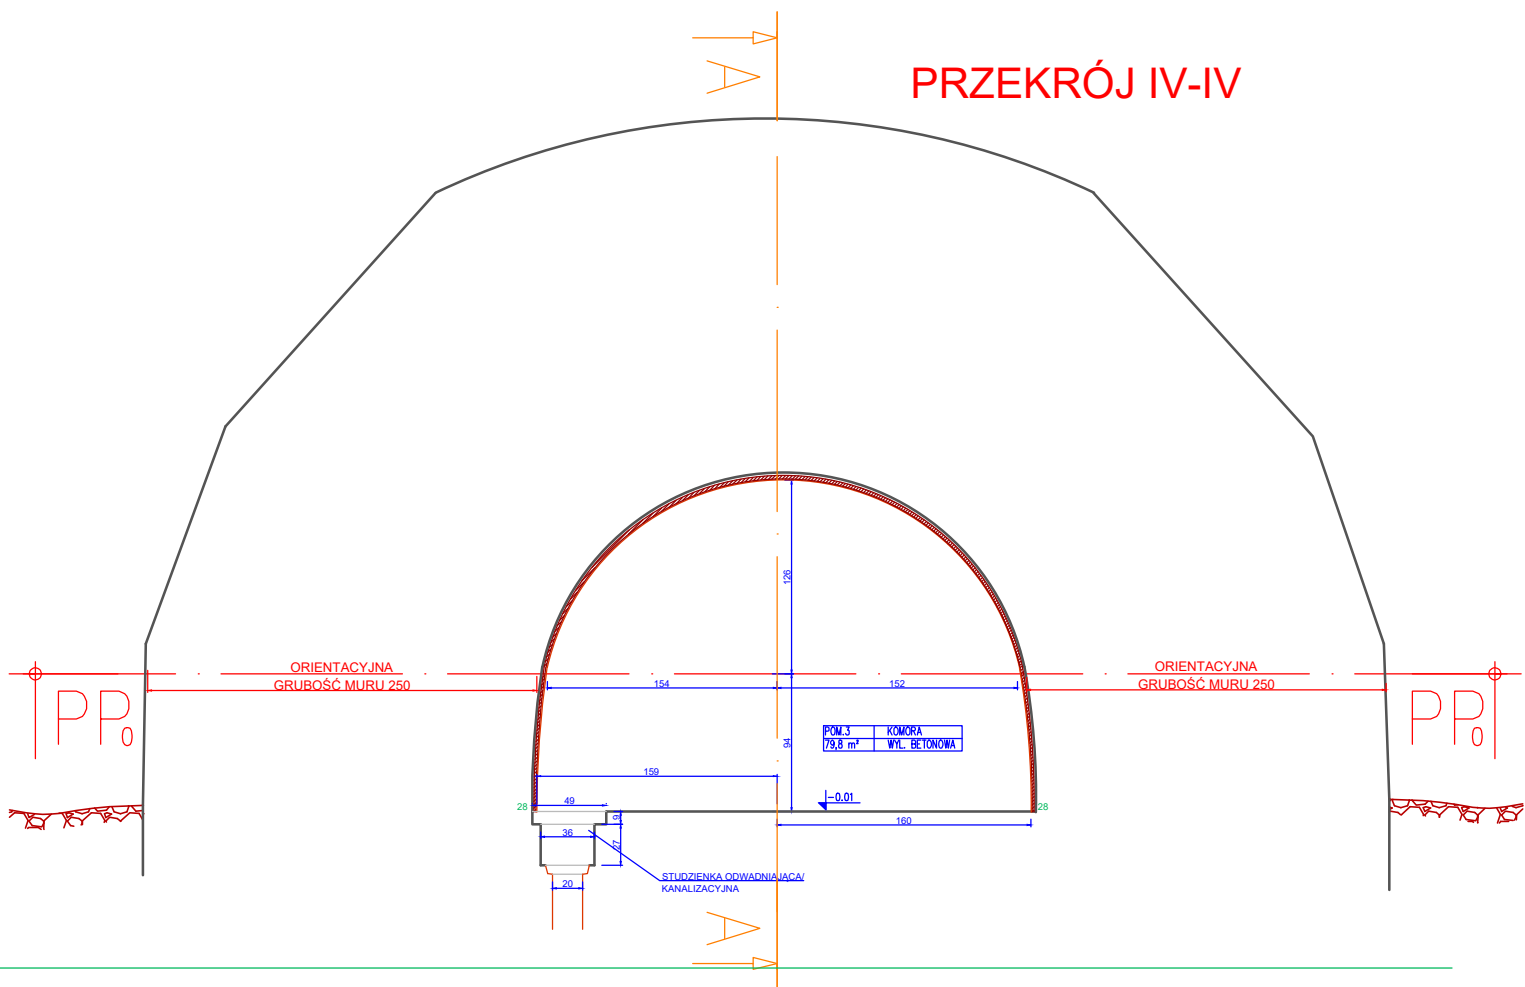 A
PRZEKRÓJ IV-IV
126
ORIENTACYJNA
GRUBOŚĆ MURU 250
ORIENTACYJNA
GRUBOŚĆ MURU 250
154
152
PP₀
PP₀
POM.3 KOMORA
79,8 m² WYL. BETONOWA
94
159
-0.01
28
49
28
9
160
36
27
STUDZIENKA ODWADNIAJĄCA/
KANALIZACYJNA
20
A